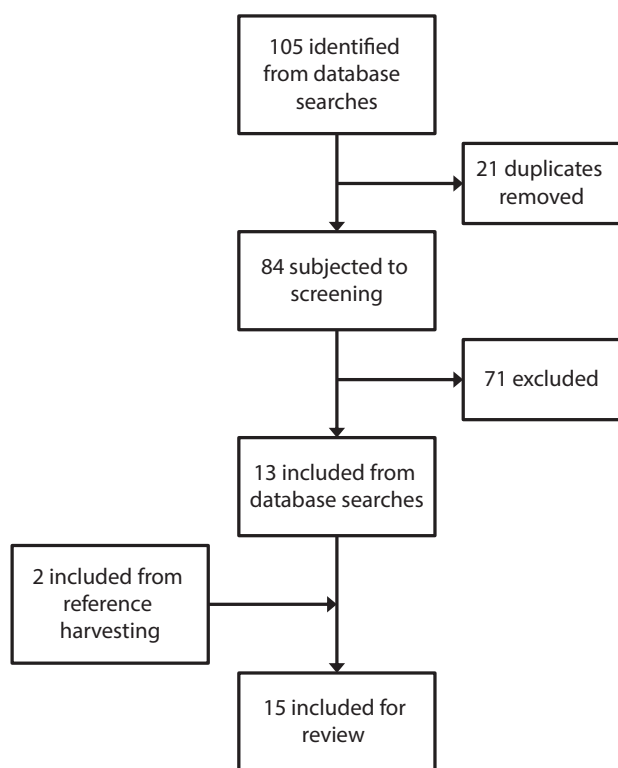 105 identified
from database
searches
21 duplicates
removed
84 subjected to
screening
71 excluded
13 included from
database searches
2 included from
reference
harvesting
15 included for
review